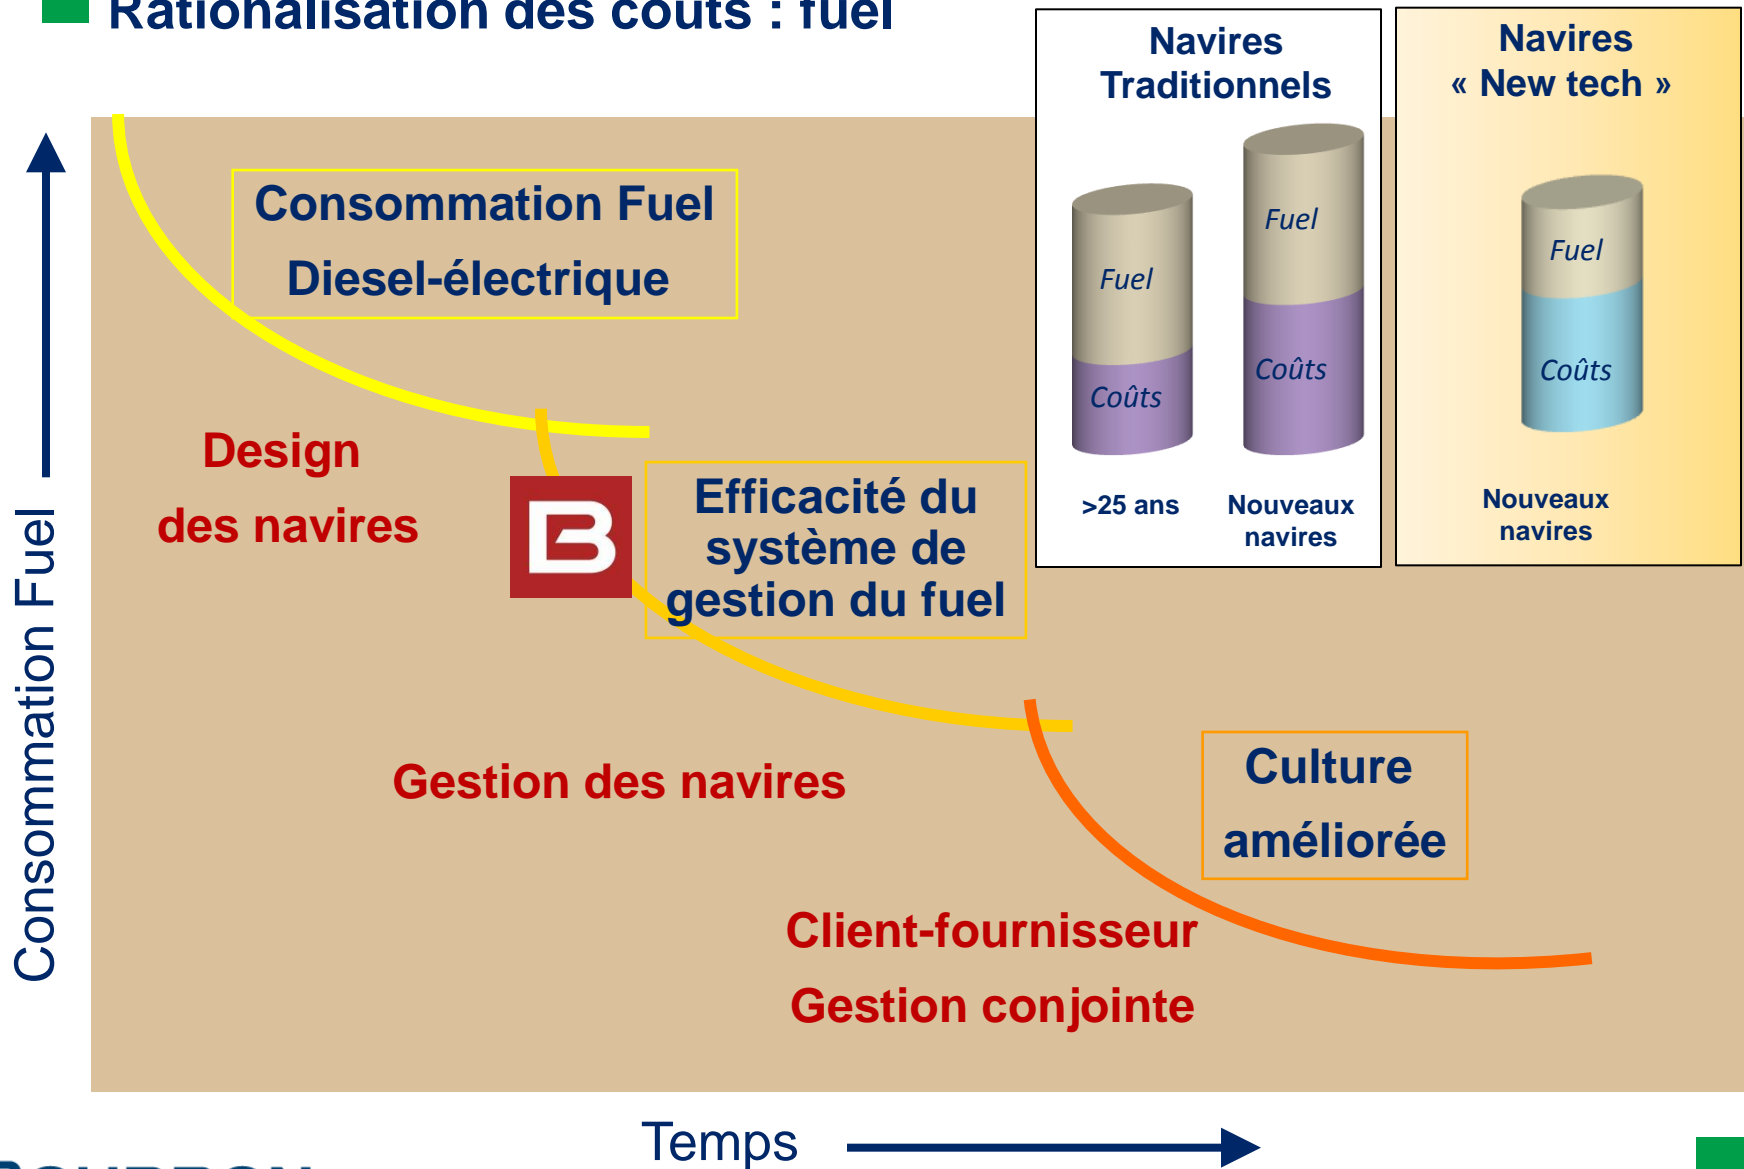 Rationalisation des coûts : fuel
Navires
Traditionnels
Navires
« New tech »
Consommation Fuel
Diesel-électrique
Fuel
Coûts
Fuel
Coûts
Fuel
Coûts
>25 ans
Nouveaux
navires
Nouveaux
navires
Design
des navires
B
Efficacité du
système de
gestion du fuel
Gestion des navires
Culture
améliorée
Client-fournisseur
Gestion conjointe
Consommation Fuel
Temps
BOURBON